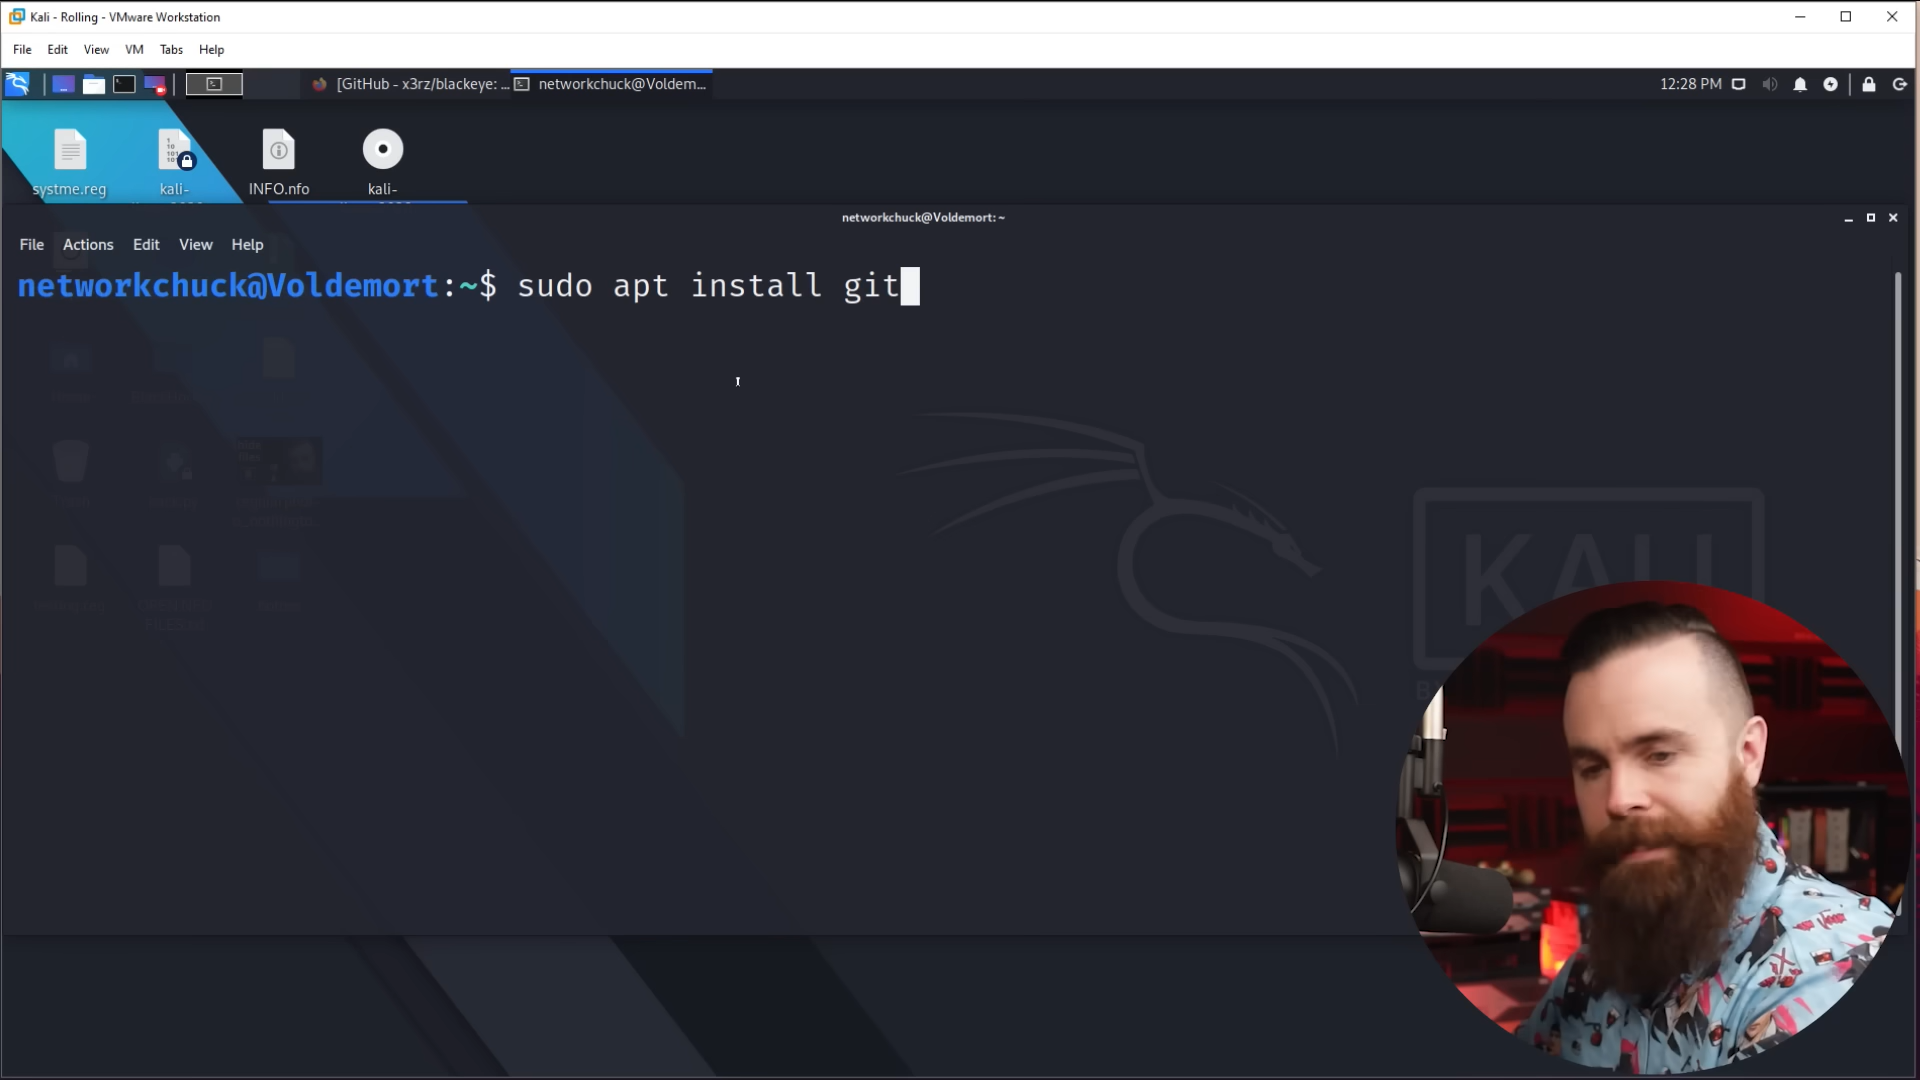 Kali - Rolling - VMware Workstation
File Edit View VM Tabs Help
[GitHub - x3rz/blackeye: ... networkchuck@Voldem... 12:28 PM
systme.reg kali- INFO.nfo kali-
networkchuck@Voldemort: ~
File Actions Edit View Help
networkchuck@Voldemort:~$ sudo apt install git
KALI